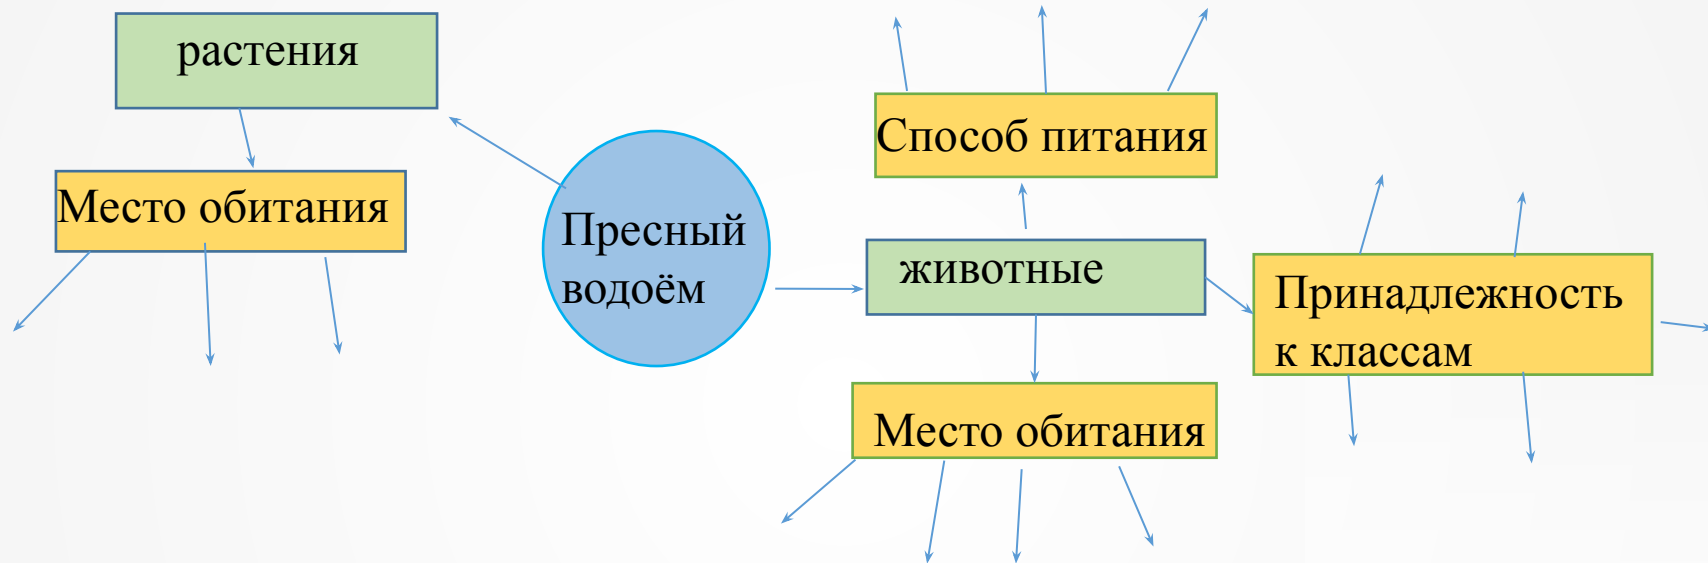 растения
Место обитания
Пресный
водоём
Способ питания
животные
Принадлежность
к классам
Место обитания